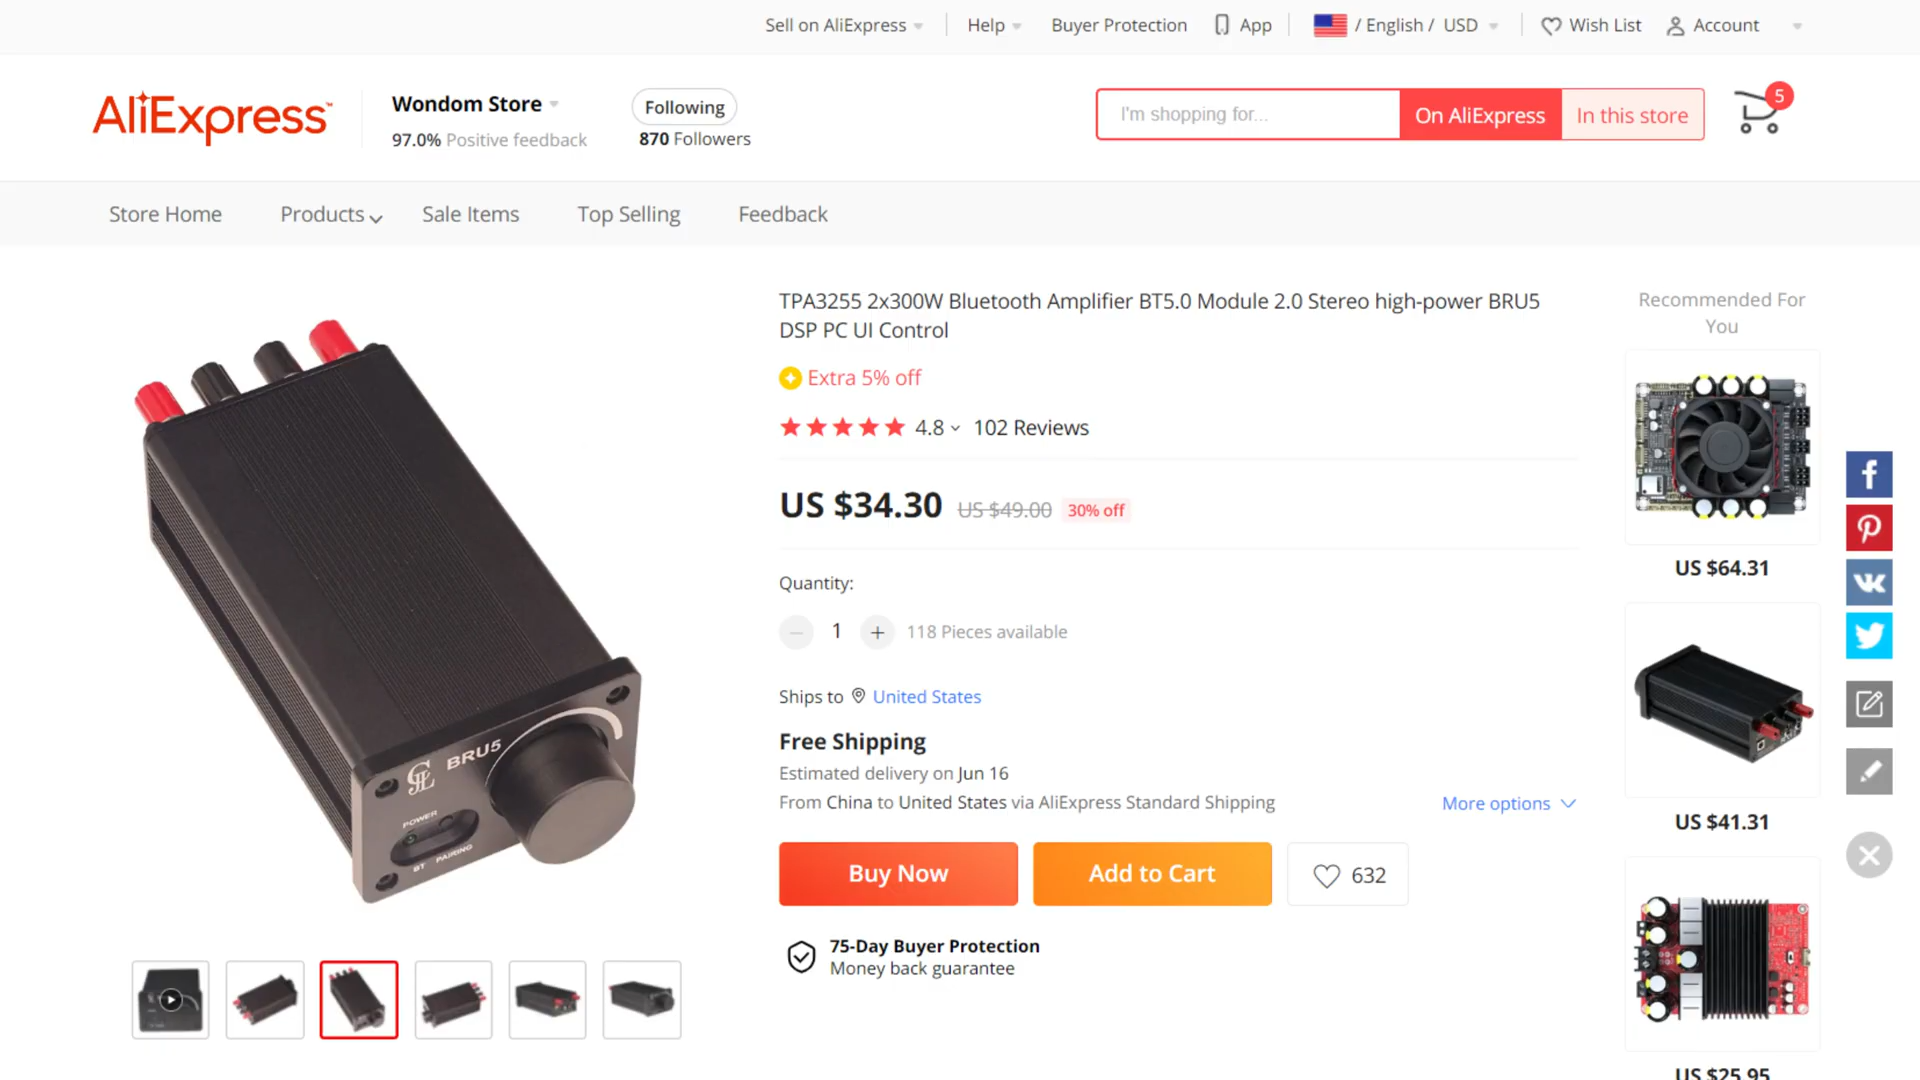 Sell on AliExpress
Help
Buyer Protection
App
/ English / USD
Wish List
Account
AliExpress™
Wondom Store
97.0% Positive feedback
Following
870 Followers
I'm shopping for...
On AliExpress
In this store
5
Store Home
Products
Sale Items
Top Selling
Feedback
TPA3255 2x300W Bluetooth Amplifier BT5.0 Module 2.0 Stereo high-power BRU5
DSP PC UI Control
Extra 5% off
4.8
102 Reviews
US $34.30
US $49.00
30% off
Quantity:
1
118 Pieces available
Ships to United States
Free Shipping
Estimated delivery on Jun 16
From China to United States via AliExpress Standard Shipping
More options
Buy Now
Add to Cart
632
75-Day Buyer Protection
Money back guarantee
BRU5
POWER
BT PAIRING
Recommended For
You
US $64.31
US $41.31
US $25.95